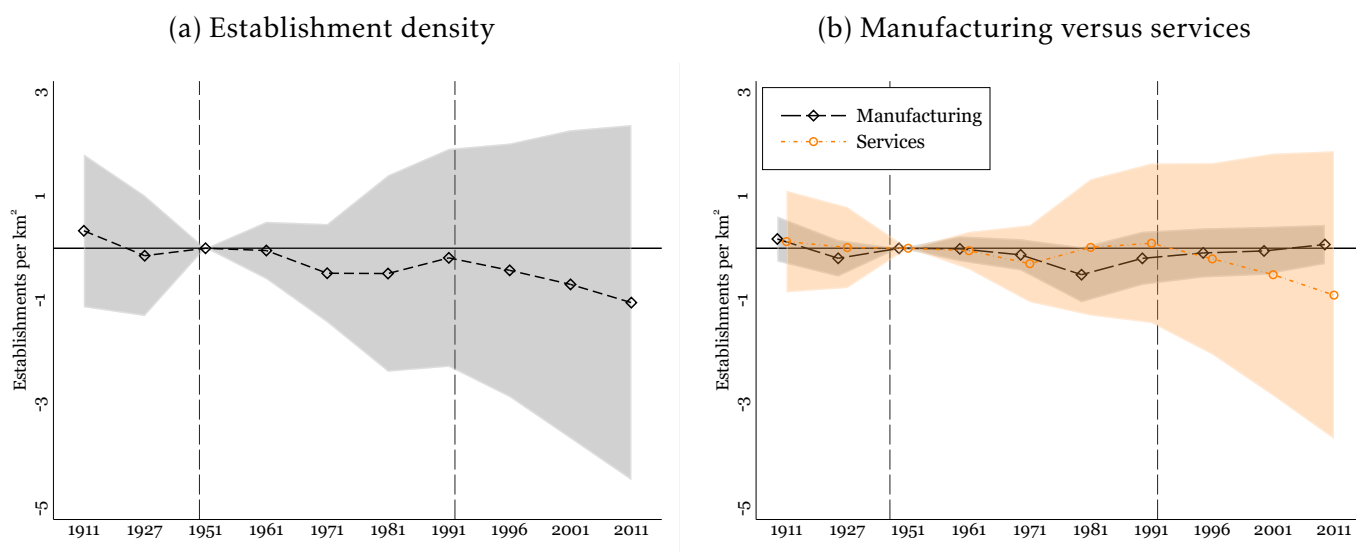 (a) Establishment density
Establishments per km²
3
1
-1
-3
-5
1911 1927 1951 1961 1971 1981 1991 1996 2001 2011
(b) Manufacturing versus services
Manufacturing
Services
Establishments per km²
3
1
-1
-3
-5
1911 1927 1951 1961 1971 1981 1991 1996 2001 2011